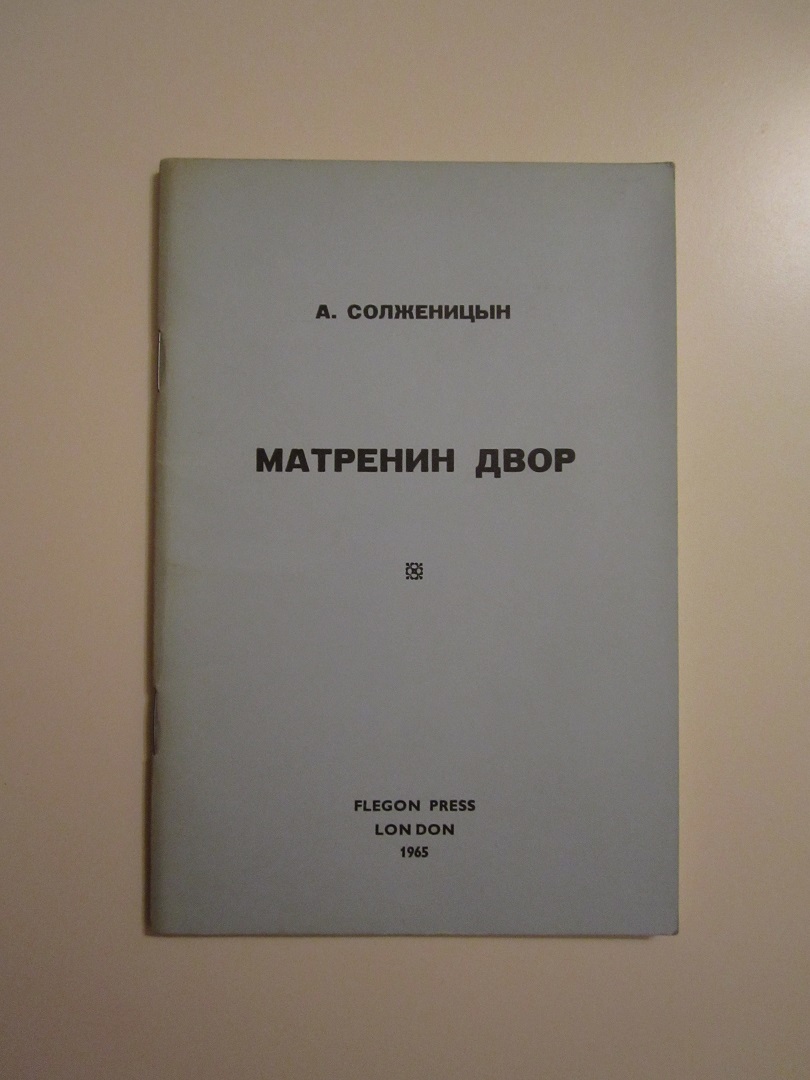 А. СОЛЖЕНИЦЫН
МАТРЕНИН ДВОР
FLEGON PRESS
LONDON
1965